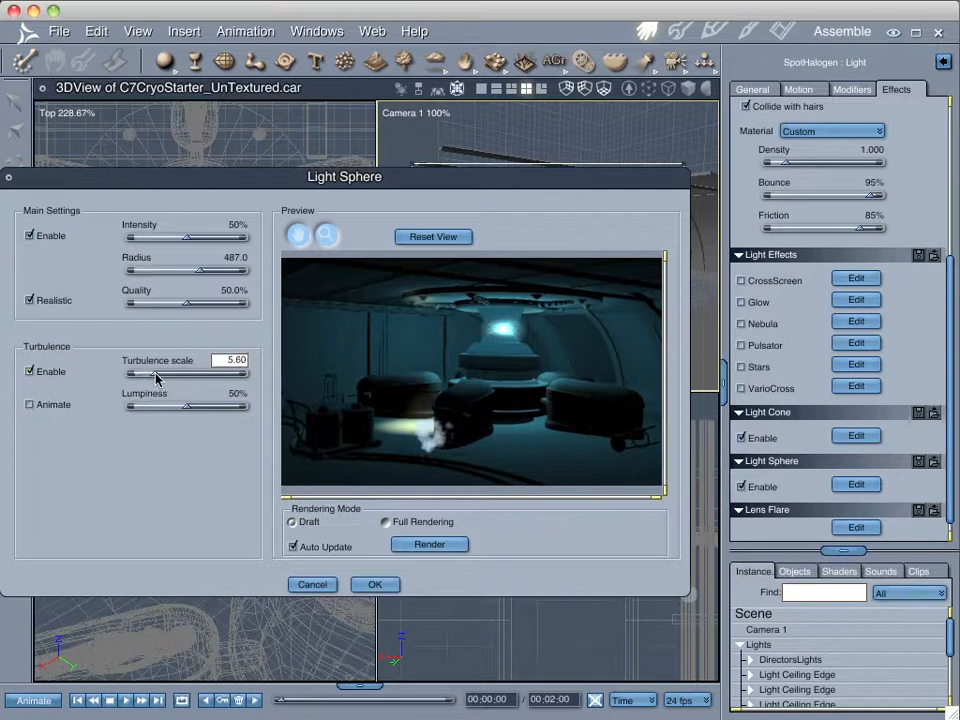 File Edit View Insert Animation Windows Web Help
Assemble
3DView of C7CryoStarter_UnTextured.car
Top 228.67%
Camera 1 100%
Light Sphere
Main Settings
Enable
Intensity 50%
Radius 487.0
Quality 50.0%
Realistic
Turbulence
Enable
Turbulence scale 5.60
Lumpiness 50%
Animate
Preview
Reset View
Rendering Mode
Draft
Full Rendering
Auto Update
Render
Cancel
OK
SpotHalogen : Light
General Motion Modifiers Effects
Collide with hairs
Material Custom
Density 1.000
Bounce 95%
Friction 85%
Light Effects
CrossScreen Edit
Glow Edit
Nebula Edit
Pulsator Edit
Stars Edit
VarioCross Edit
Light Cone
Enable Edit
Light Sphere
Enable Edit
Lens Flare
Edit
Instance Objects Shaders Sounds Clips
Find: All
Scene
Camera 1
Lights
DirectorsLights
Light Ceiling Edge
Light Ceiling Edge
Light Ceiling Edge
Z
Z
Animate
00:00:00 / 00:02:00
Time
24 fps